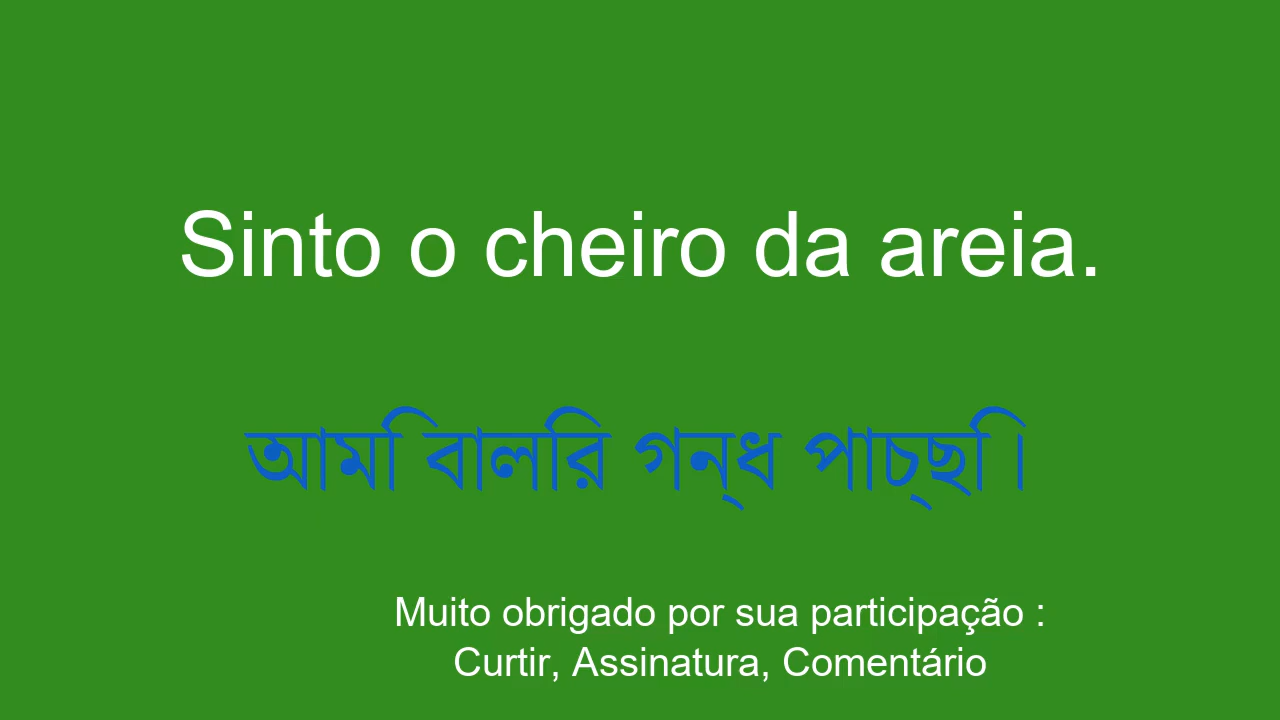 Sinto o cheiro da areia.
আমি বালির গন্ধ পাচ্ছি।
Muito obrigado por sua participação :
Curtir, Assinatura, Comentário